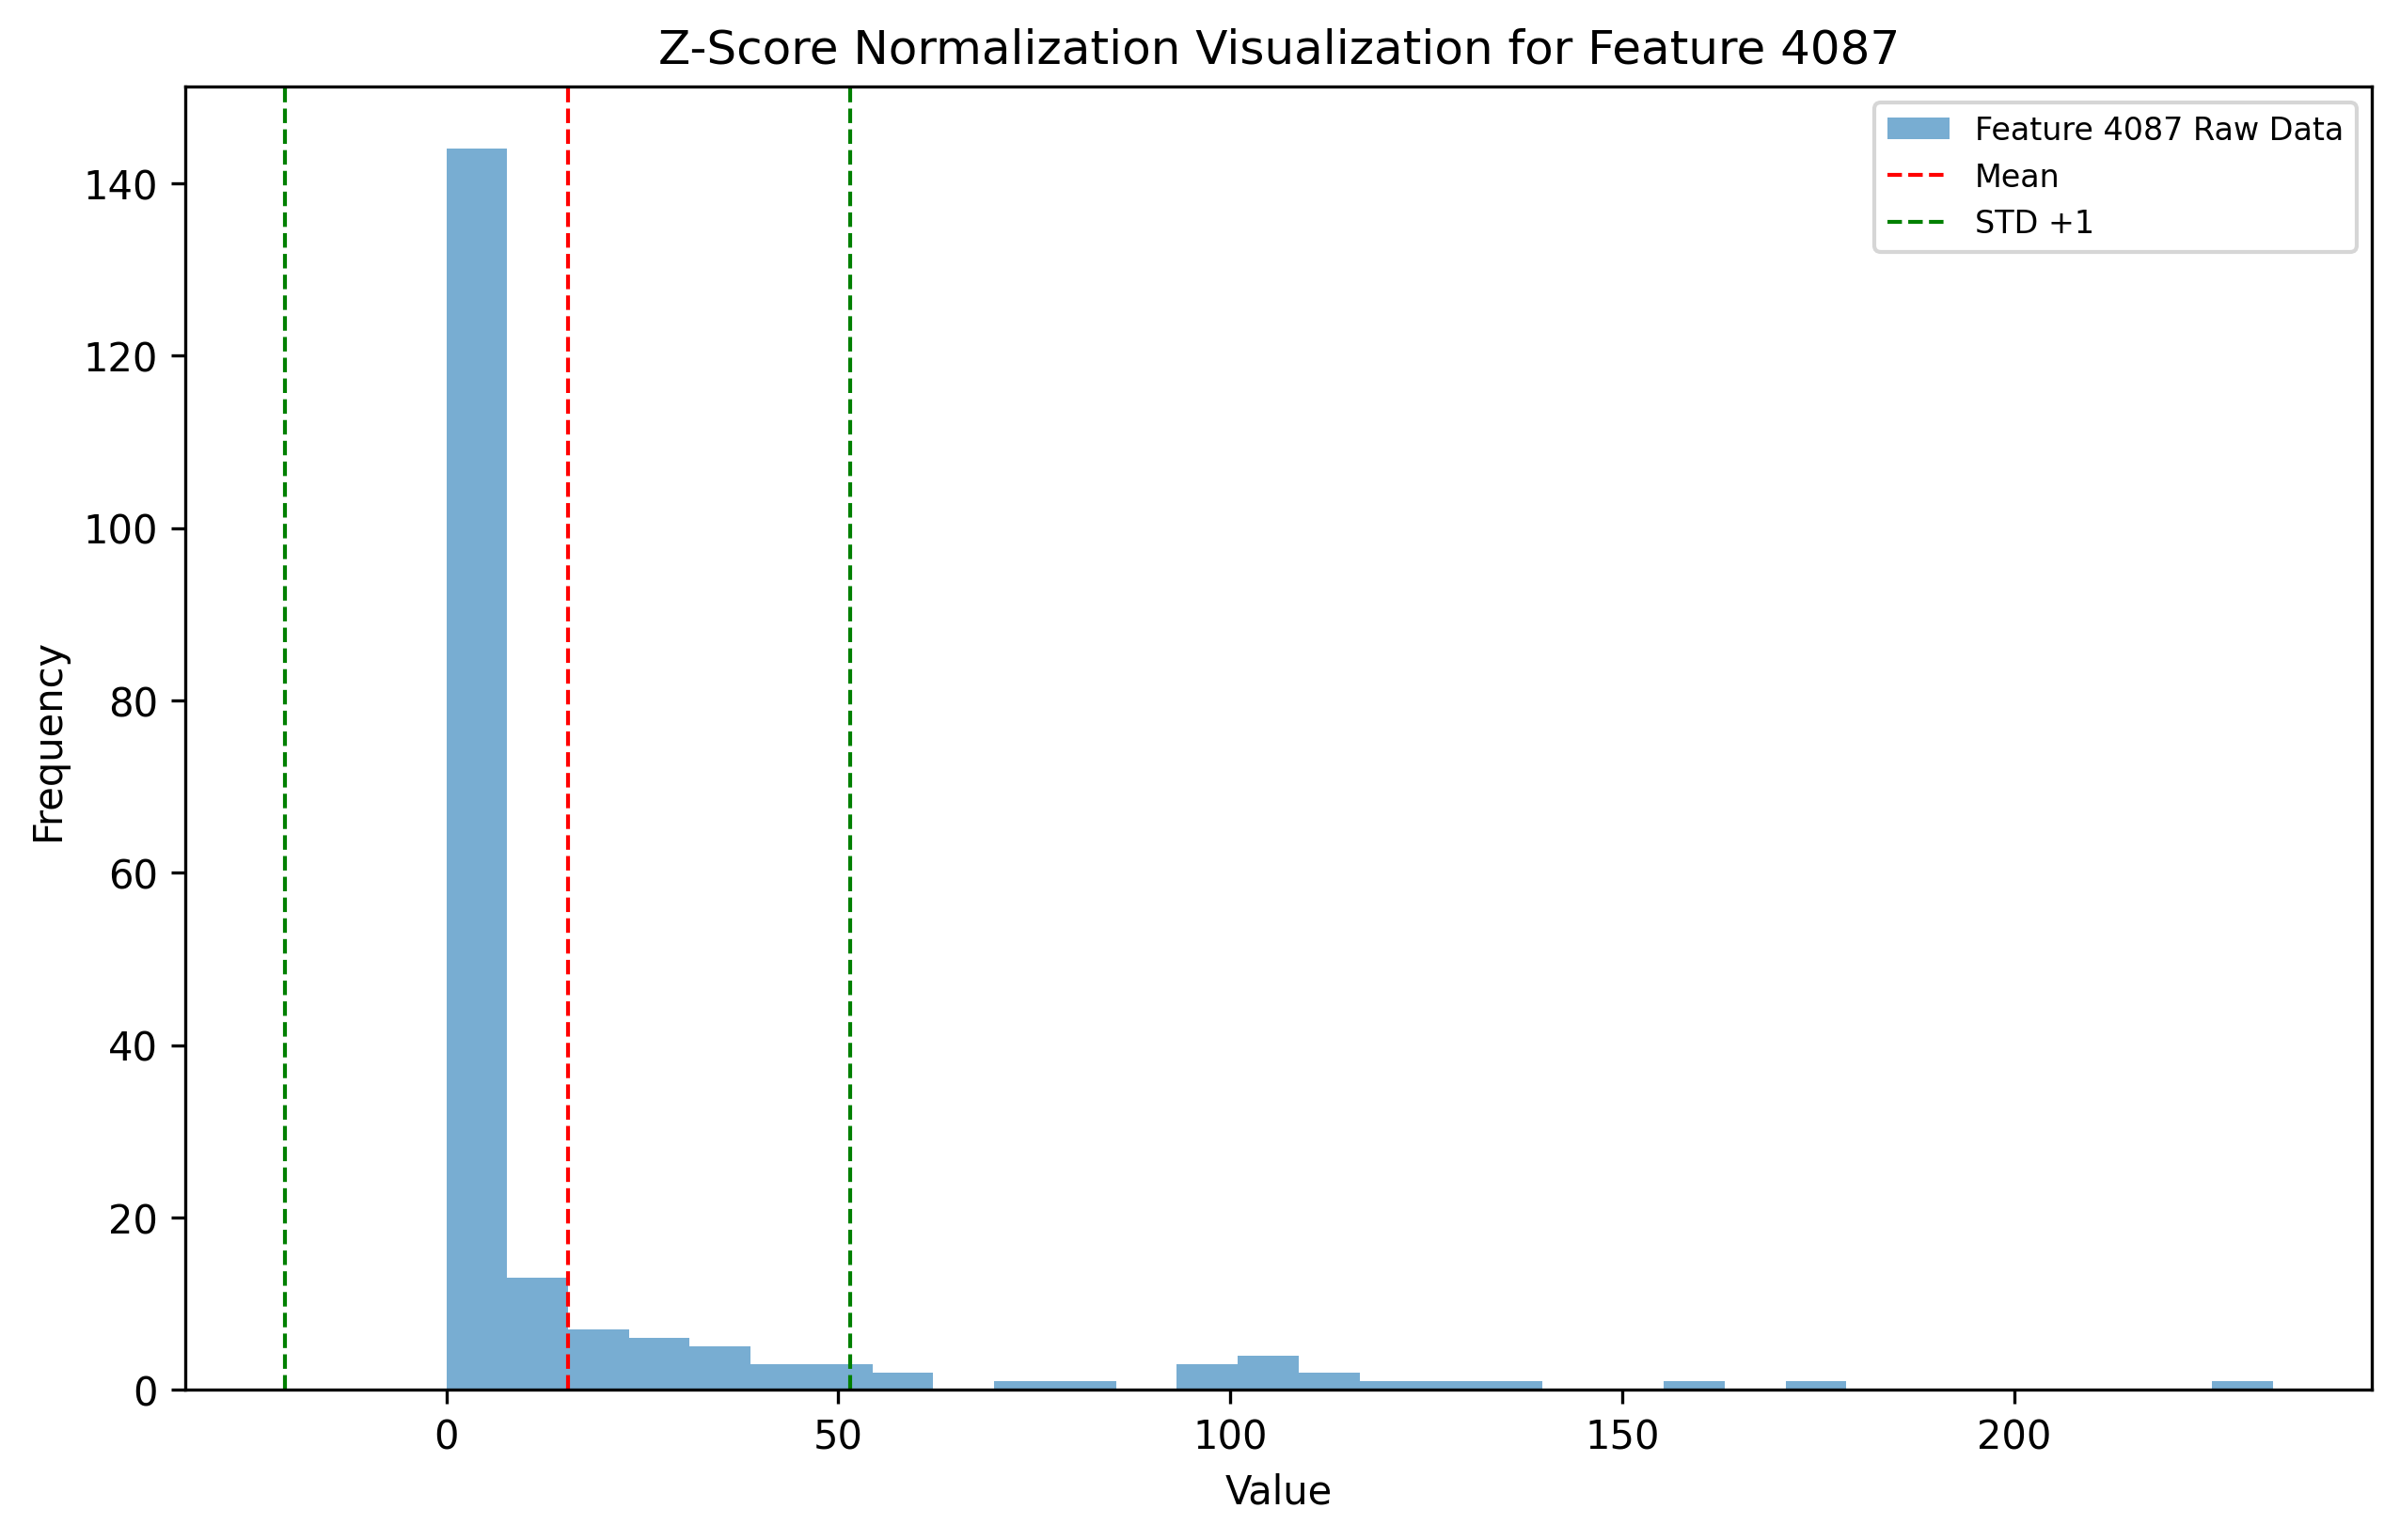 Z-Score Normalization Visualization for Feature 4087
Feature 4087 Raw Data
Mean
STD +1
140
120
100
80
60
40
20
0
Frequency
0 50 100 150 200
Value